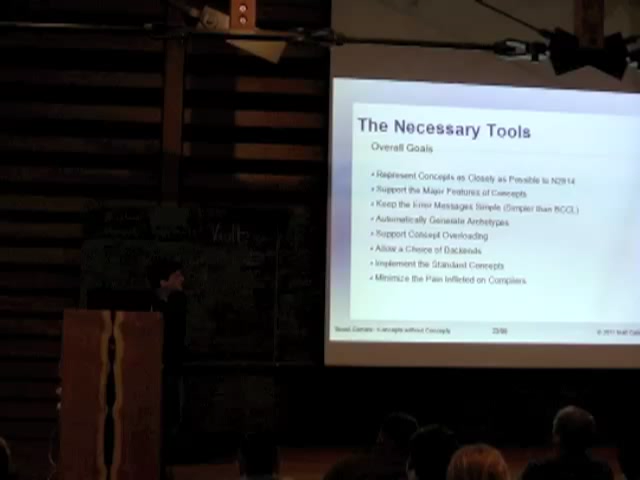 The Necessary Tools
Overall Goals
• Represent Concepts as Closely as Possible to N2914
• Support the Major Features of Concepts
• Keep the Error Messages Simple (Simpler than BCCL)
• Automatically Generate Archetypes
• Support Concept Overloading
• Allow a Choice of Backends
• Implement the Standard Concepts
• Minimize the Pain Inflicted on Compilers
Concepts without Concepts
© 2011 Matt